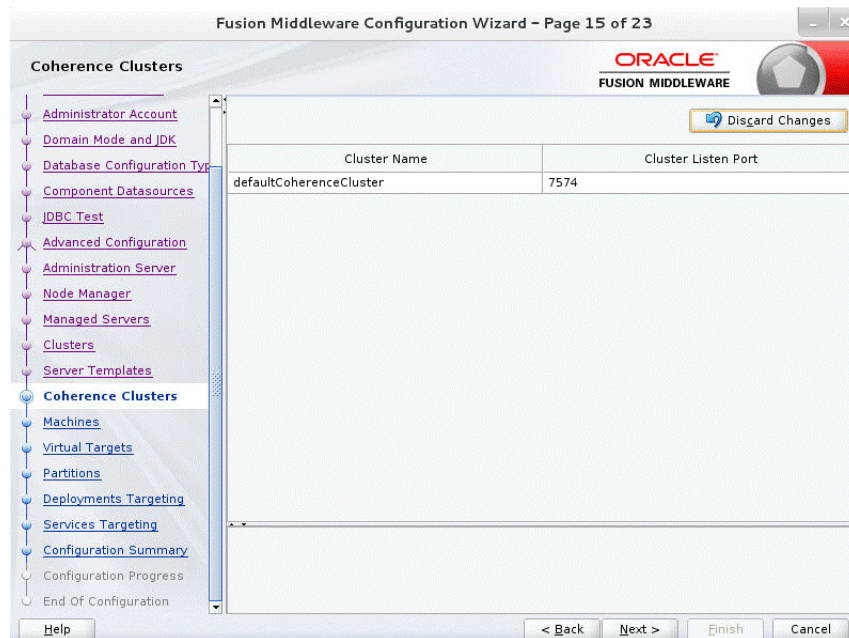 Fusion Middleware Configuration Wizard – Page 15 of 23
Coherence Clusters
ORACLE
FUSION MIDDLEWARE
Administrator Account
Domain Mode and JDK
Database Configuration Typ
Component Datasources
JDBC Test
Advanced Configuration
Administration Server
Node Manager
Managed Servers
Clusters
Server Templates
Coherence Clusters
Machines
Virtual Targets
Partitions
Deployments Targeting
Services Targeting
Configuration Summary
Configuration Progress
End Of Configuration
Discard Changes
Cluster Name Cluster Listen Port
defaultCoherenceCluster 7574
Help < Back Next > Finish Cancel